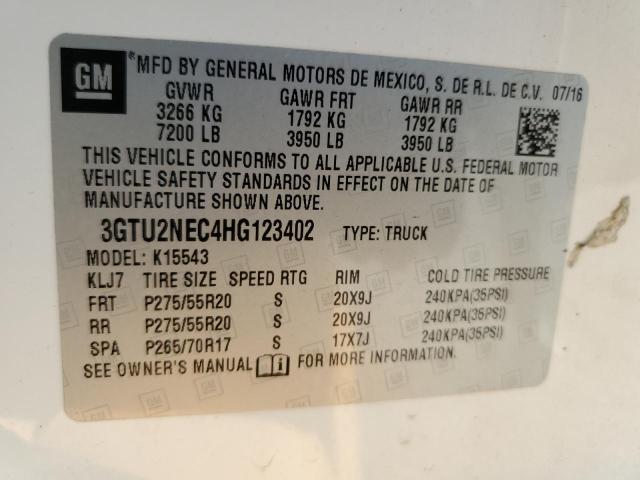 GM
®MFD BY GENERAL MOTORS DE MEXICO, S. DE R.L. DE C.V. 07/16
GVWR GAWR FRT GAWR RR
3266 KG 1792 KG 1792 KG
7200 LB 3950 LB 3950 LB
THIS VEHICLE CONFORMS TO ALL APPLICABLE U.S. FEDERAL MOTOR
VEHICLE SAFETY STANDARDS IN EFFECT ON THE DATE OF
MANUFACTURE SHOWN ABOVE.
3GTU2NEC4HG123402 TYPE: TRUCK
MODEL: K15543
KLJ7 TIRE SIZE SPEED RTG RIM COLD TIRE PRESSURE
FRT P275/55R20 S 20X9J 240KPA(35PSI)
RR P275/55R20 S 20X9J 240KPA(35PSI)
SPA P265/70R17 S 17X7J 240KPA(35PSI)
SEE OWNER'S MANUAL FOR MORE INFORMATION.